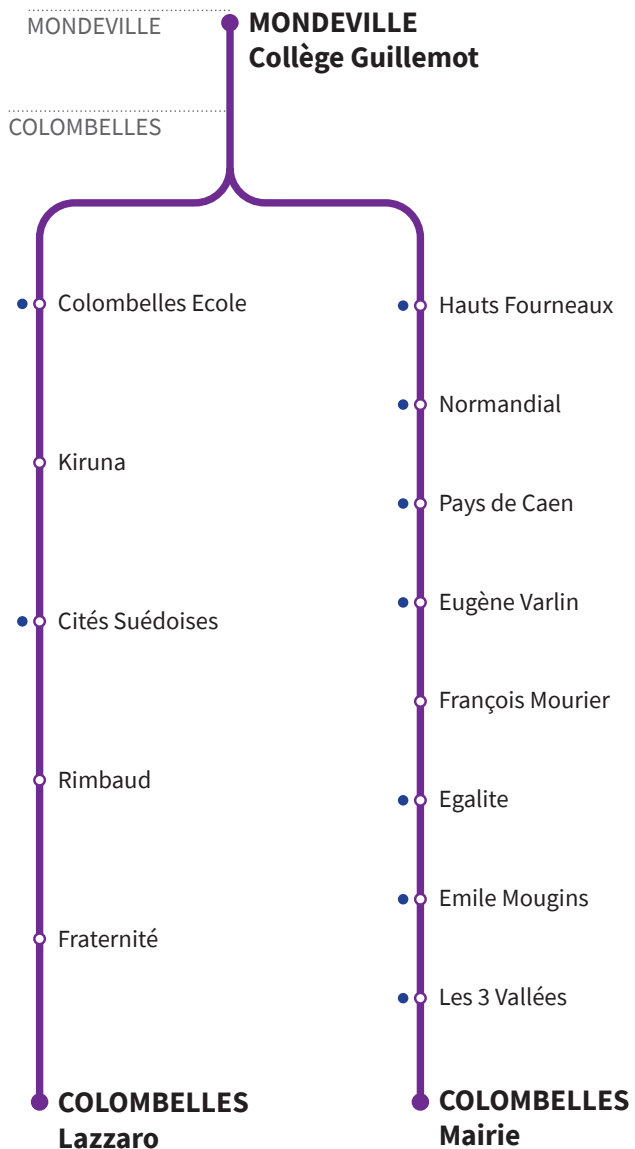 MONDEVILLE
MONDEVILLE
Collège Guillemot
COLOMBELLES
Colombelles Ecole
Kiruna
Cités Suédoises
Rimbaud
Fraternité
COLOMBELLES
Lazzaro
Hauts Fourneaux
Normandial
Pays de Caen
Eugène Varlin
François Mourier
Egalite
Emile Mougins
Les 3 Vallées
COLOMBELLES
Mairie